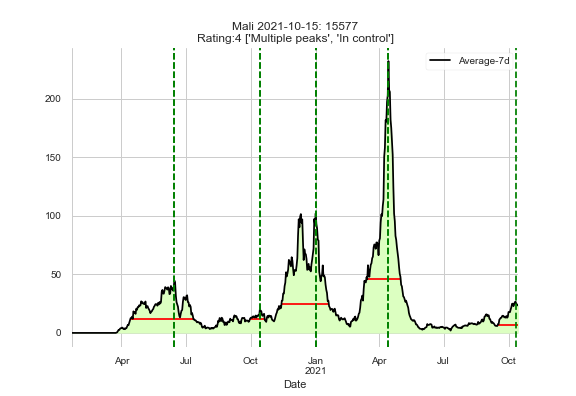 Mali 2021-10-15: 15577
Rating:4 ['Multiple peaks', 'In control']
Average-7d
200
150
100
50
0
Apr Jul Oct Jan Apr Jul Oct
2021
Date